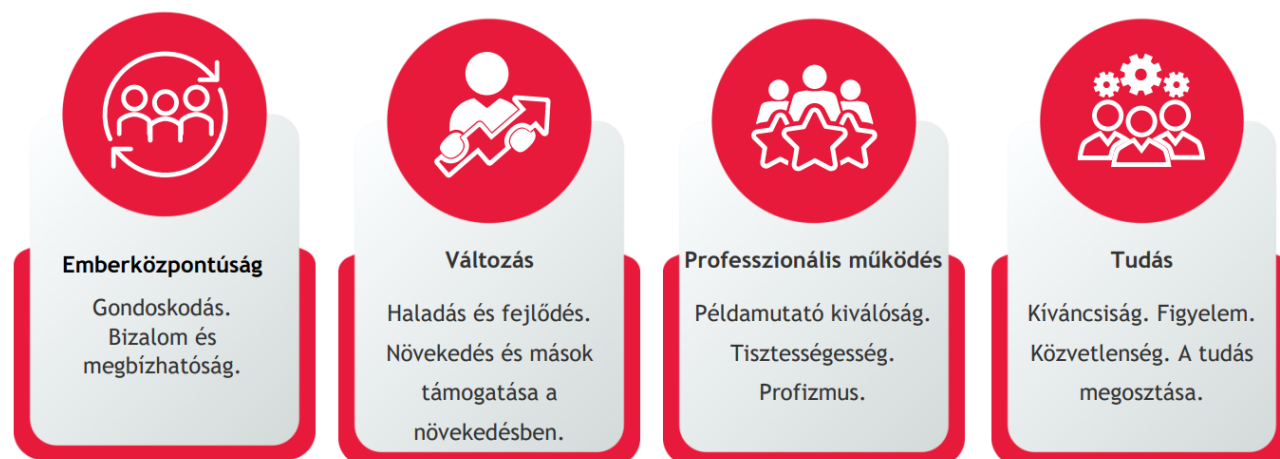 Emberközpontúság
Gondoskodás.
Bizalom és
megbízhatóság.
Változás
Haladás és fejlődés.
Növekedés és mások
támogatása a
növekedésben.
Professzionális működés
Példamutató kiválóság.
Tisztességesség.
Profizmus.
Tudás
Kíváncsiság. Figyelem.
Közvetlenség. A tudás
megosztása.